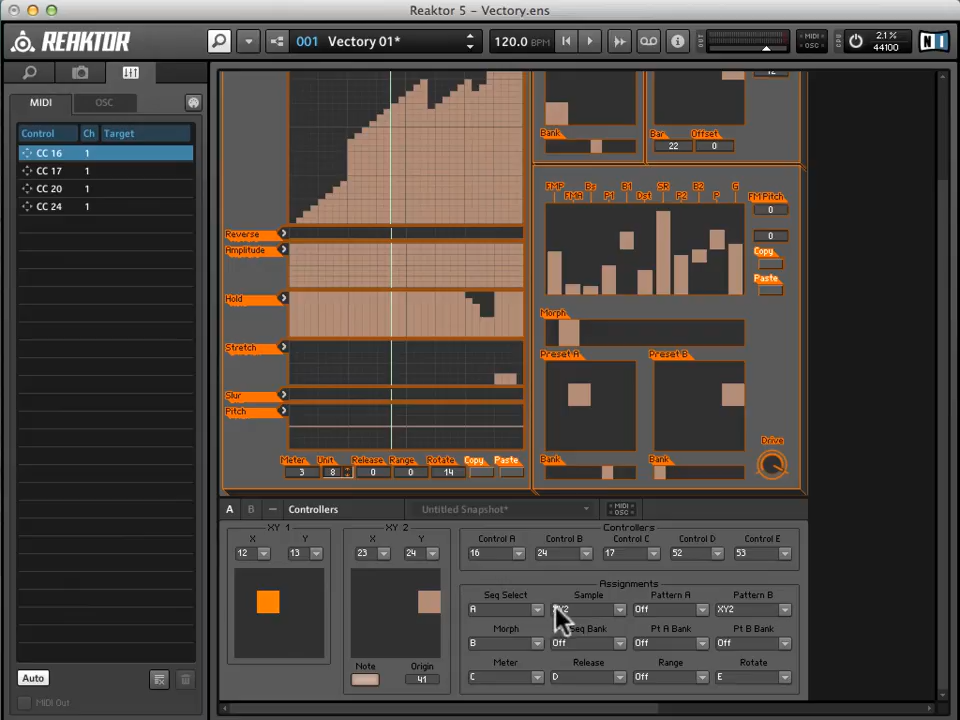 Reaktor 5 - Vectory.ens
REAKTOR
001 Vectory 01*
120.0 BPM
MIDI
OSC
2.1 %
44100
NI
MIDI OSC
Control Ch Target
CC 16 1
CC 17 1
CC 20 1
CC 24 1
Auto
MIDI Out
Reverse
Amplitude
Hold
Stretch
Slur
Pitch
Meter Unit Release Range Rotate Copy Paste
3 8 0 0 14
12
Bank
Bar Offset
22 0
FMP FMA Bs P1 B1 Dst SR P2 B2 P G
FM Pitch
0
0
Copy
Paste
Morph
Preset A Preset B
Drive
Bank Bank
A B Controllers Untitled Snapshot* MIDI OSC
XY 1
X Y
12 13
XY 2
X Y
23 24
Note Origin
41
Controllers
Control A Control B Control C Control D Control E
16 24 17 52 53
Assignments
Seq Select Sample Pattern A Pattern B
A Off XY2
Morph Seq Bank Pt A Bank Pt B Bank
B Off Off Off
Meter Release Range Rotate
C D Off E